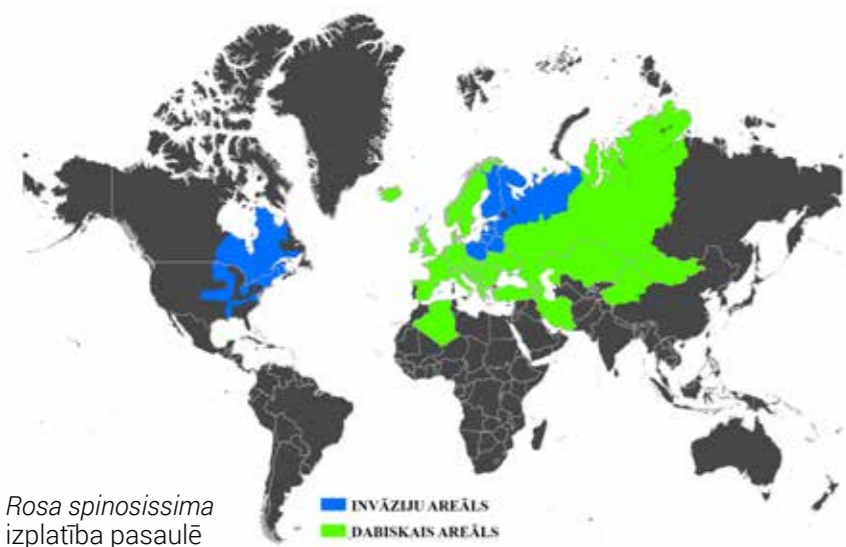 Rosa spinosissima
izplatība pasaulē
INVĀZIJU AREĀLS
DABISKAIS AREĀLS